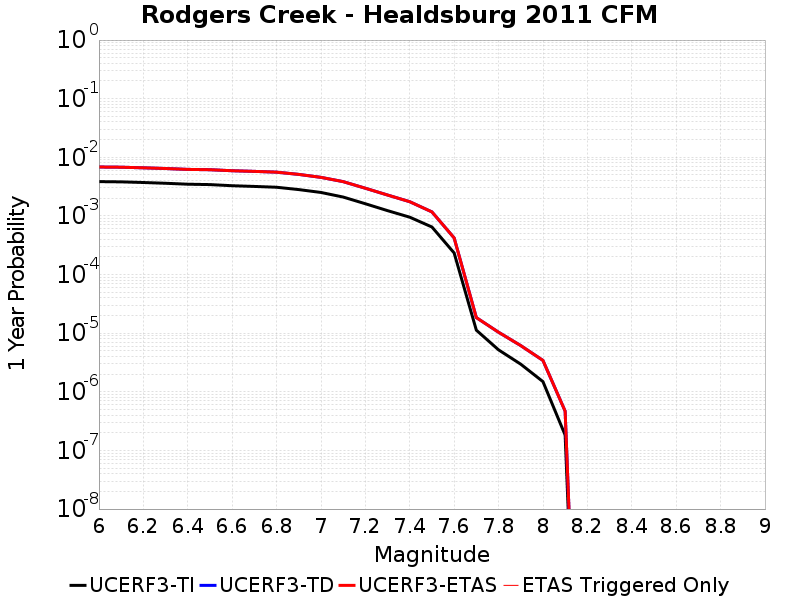 Rodgers Creek - Healdsburg 2011 CFM
10^0
10^-1
10^-2
10^-3
10^-4
10^-5
10^-6
10^-7
10^-8
1 Year Probability
6 6.2 6.4 6.6 6.8 7 7.2 7.4 7.6 7.8 8 8.2 8.4 8.6 8.8 9
Magnitude
UCERF3-TI UCERF3-TD UCERF3-ETAS ETAS Triggered Only